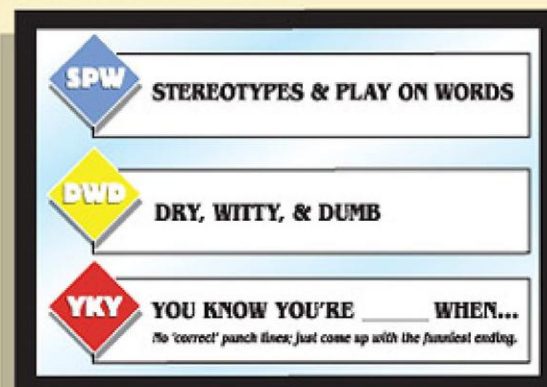 SPW STEREOTYPES & PLAY ON WORDS
DWD DRY, WITTY, & DUMB
YKY YOU KNOW YOU'RE ______ WHEN...
No 'correct' punch lines; just come up with the funniest ending.